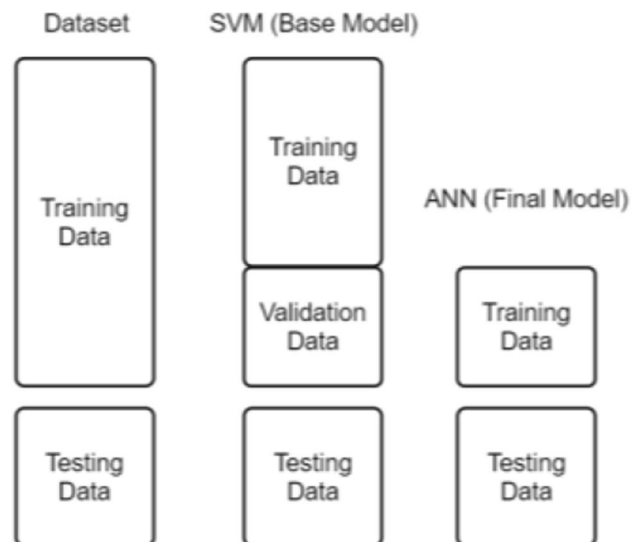 Dataset
SVM (Base Model)
Training
Data
Training
Data
ANN (Final Model)
Validation
Data
Training
Data
Testing
Data
Testing
Data
Testing
Data